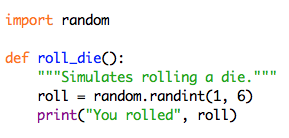 import random
def roll_die():
    """Simulates rolling a die."""
    roll = random.randint(1, 6)
    print("You rolled", roll)